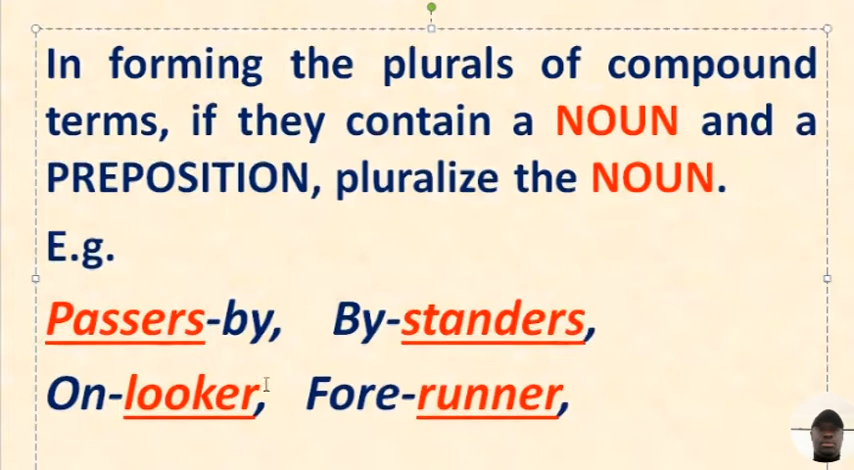 In forming the plurals of compound
terms, if they contain a NOUN and a
PREPOSITION, pluralize the NOUN.
E.g.
Passers-by, By-standers,
On-looker, Fore-runner,